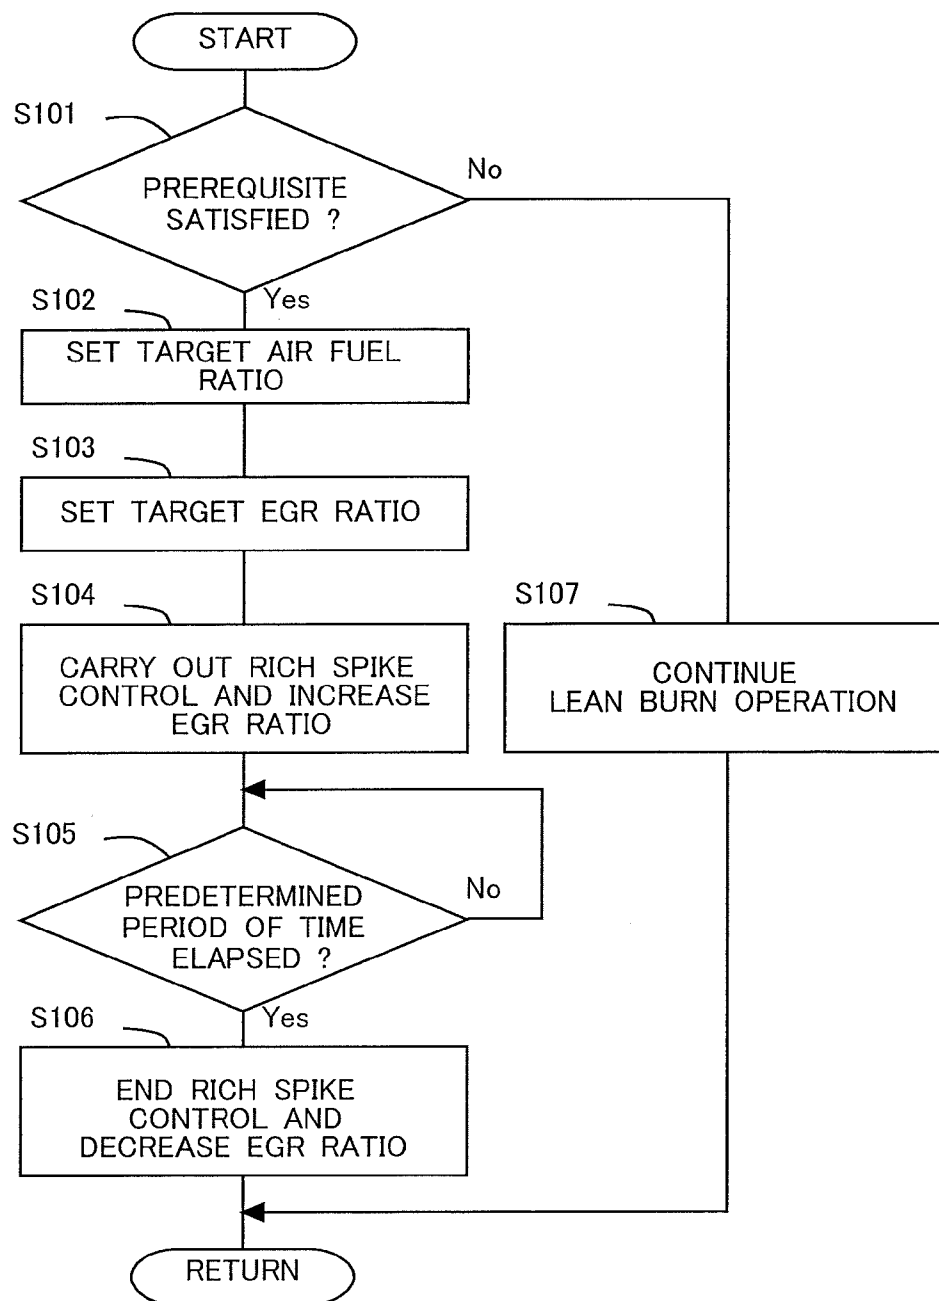 START
S101
No
PREREQUISITE
SATISFIED ?
Yes
S102
SET TARGET AIR FUEL
RATIO
S103
SET TARGET EGR RATIO
S104
CARRY OUT RICH SPIKE
CONTROL AND INCREASE
EGR RATIO
S107
CONTINUE
LEAN BURN OPERATION
S105
No
PREDETERMINED
PERIOD OF TIME
ELAPSED ?
Yes
S106
END RICH SPIKE
CONTROL AND
DECREASE EGR RATIO
RETURN